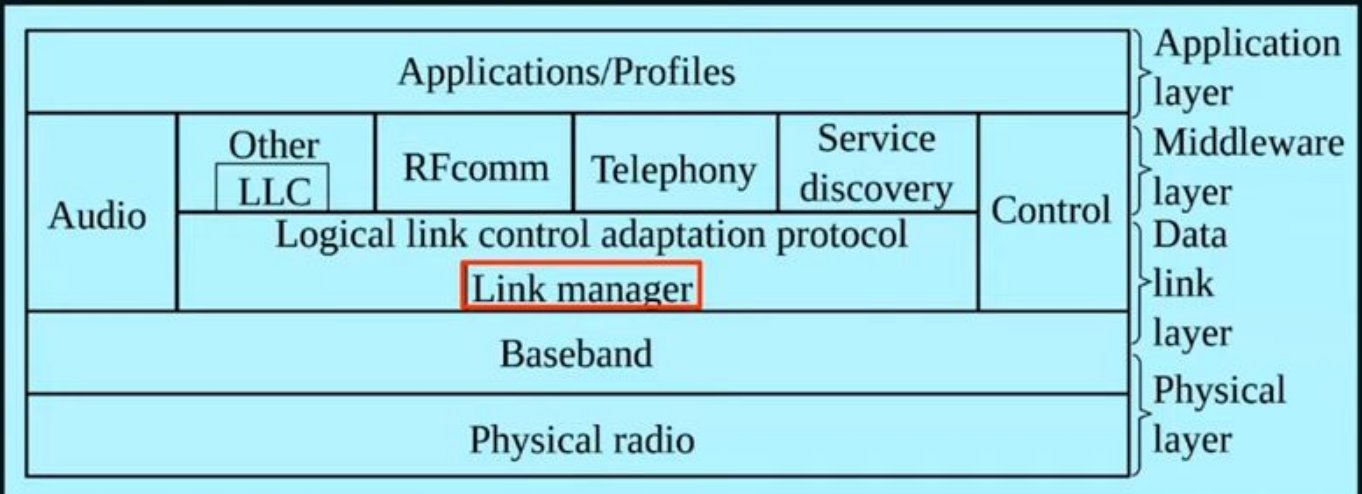 Applications/Profiles
Application
layer
Audio
Other
LLC
RFcomm
Telephony
Service
discovery
Control
Middleware
layer
Logical link control adaptation protocol
Link manager
Data
link
layer
Baseband
Physical radio
Physical
layer